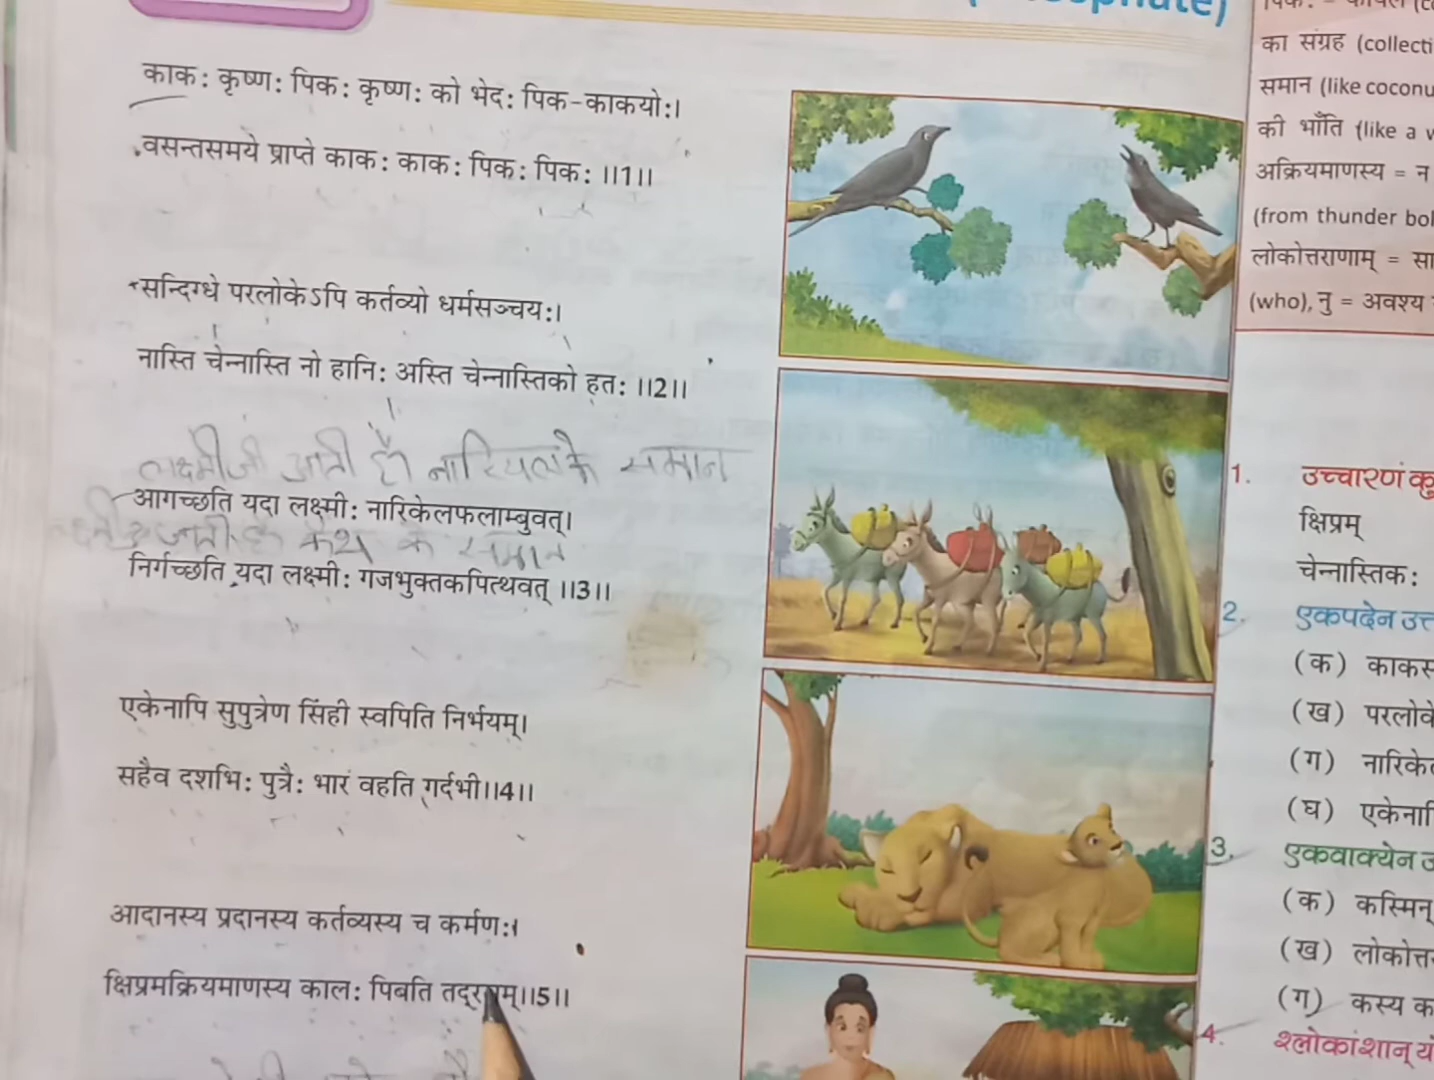 काक: कृष्ण: पिक: कृष्ण: को भेद: पिक-काकयो:।
वसन्तसमये प्राप्ते काक: काक: पिक: पिक: ।।1।।
सन्दिग्धे परलोकेऽपि कर्तव्यो धर्मसञ्चय:।
नास्ति चेन्नास्ति नो हानि: अस्ति चेन्नास्तिको हत: ।।2।।
लक्ष्मीजी आती है नारियल के समान
आगच्छति यदा लक्ष्मी: नारिकेलफलाम्बुवत्।
जाती है कैथ के समान
निर्गच्छति यदा लक्ष्मी: गजभुक्तकपित्थवत् ।।3।।
एकेनापि सुपुत्रेण सिंही स्वपिति निर्भयम्।
सहैव दशभि: पुत्रै: भारं वहति गर्दभी।।4।।
आदानस्य प्रदानस्य कर्तव्यस्य च कर्मण:।
क्षिप्रमक्रियमाणस्य काल: पिबति ।।5।।
का संग्रह (collecti
समान (like coconu
की भाँति (like a w
अक्रियमाणस्य = न
(from thunder bol
लोकोत्तराणाम् = सा
(who), नु = अवश्य
1. उच्चारणं कु
क्षिप्रम्
चेन्नास्तिक:
2. एकपदेन उत्त
(क) काकस
(ख) परलोके
(ग) नारिके
(घ) एकेना
3. एकवाक्येन उ
(क) कस्मिन्
(ख) लोकोत्त
(ग) कस्य क
4. श्लोकांशान् य